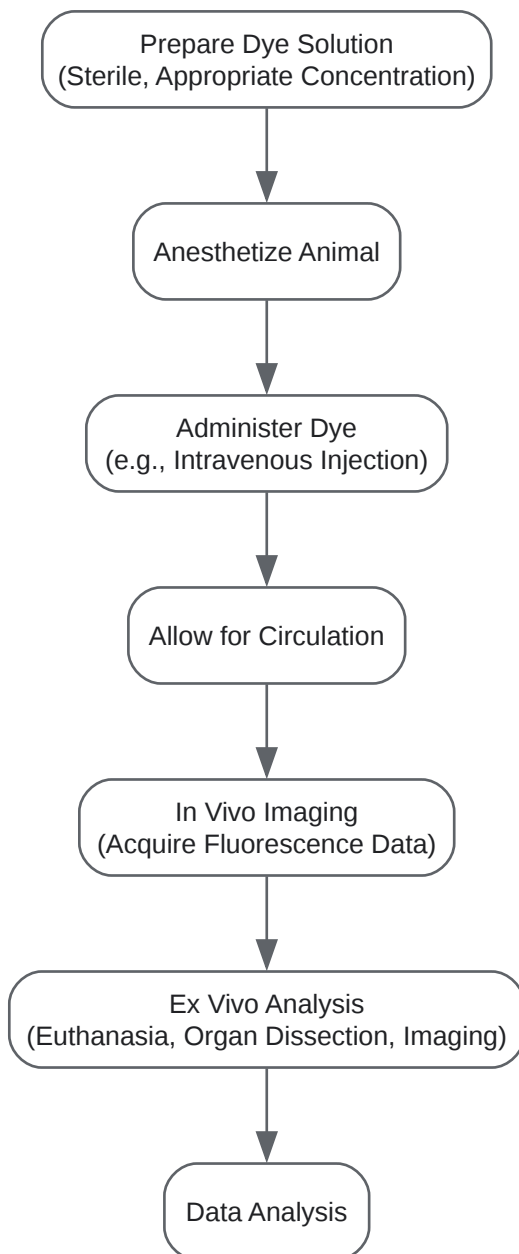 Prepare Dye Solution
(Sterile, Appropriate Concentration)
Anesthetize Animal
Administer Dye
(e.g., Intravenous Injection)
Allow for Circulation
In Vivo Imaging
(Acquire Fluorescence Data)
Ex Vivo Analysis
(Euthanasia, Organ Dissection, Imaging)
Data Analysis